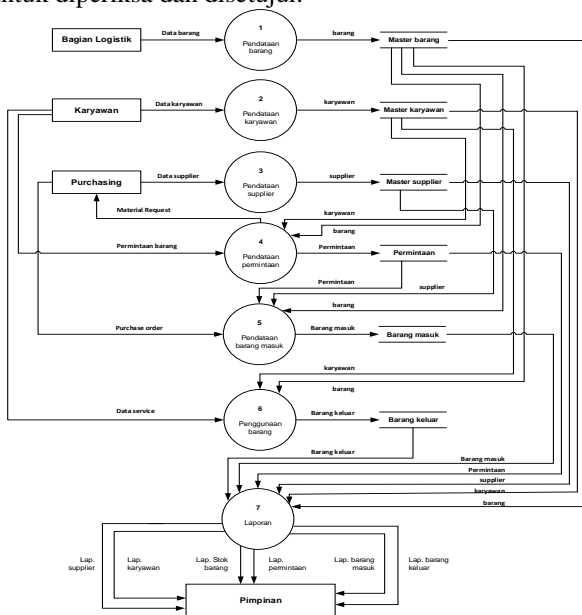 untuk diperiksa dan disetujui.
Bagian Logistik
Data barang
1
Pendataan
barang
barang
Master barang
Karyawan
Data karyawan
2
Pendataan
karyawan
karyawan
Master karyawan
Purchasing
Data supplier
3
Pendataan
supplier
supplier
Master supplier
Material Request
karyawan
barang
Permintaan barang
4
Pendataan
permintaan
Permintaan
Permintaan
Permintaan
supplier
barang
Purchase order
5
Pendataan
barang masuk
Barang masuk
Barang masuk
karyawan
barang
Data service
6
Penggunaan
barang
Barang keluar
Barang keluar
Barang keluar
Barang masuk
Permintaan
supplier
karyawan
barang
7
Laporan
Lap.
supplier
Lap.
karyawan
Lap. Stok
barang
Lap.
permintaan
Lap. barang
masuk
Lap. barang
keluar
Pimpinan